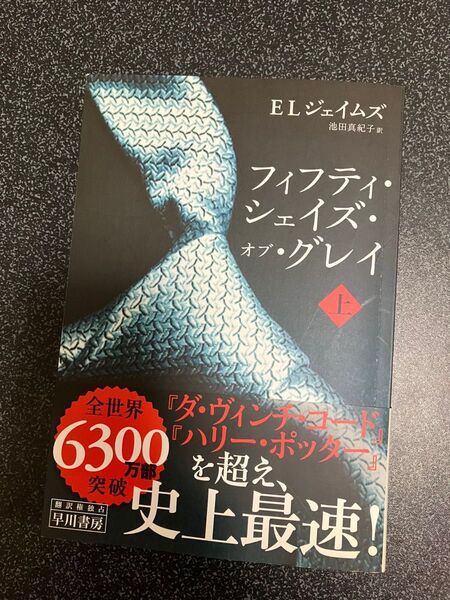 EL ジェイムズ
池田真紀子 訳
フィフティ・
シェイズ・
オブ・グレイ
上
『ダ・ヴィンチ・コード』
『ハリー・ポッター』
を超え、
史上最速!
全世界
6300
万部
突破
翻訳権独占
早川書房